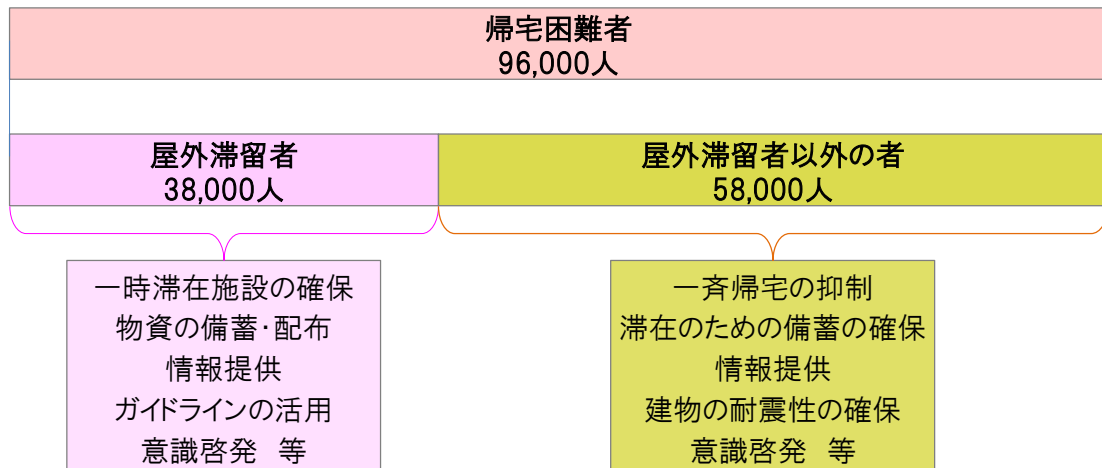 帰宅困難者
96,000人
屋外滞留者
38,000人
屋外滞留者以外の者
58,000人
一時滞在施設の確保
物資の備蓄・配布
情報提供
ガイドラインの活用
意識啓発　等
一斉帰宅の抑制
滞在のための備蓄の確保
情報提供
建物の耐震性の確保
意識啓発　等